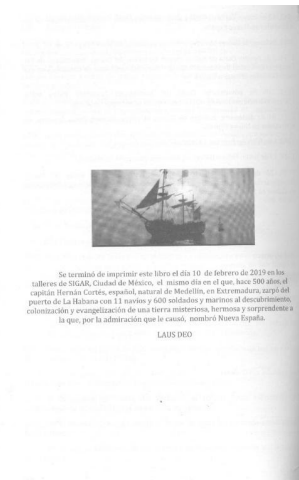 Se terminó de imprimir este libro el día 10 de febrero de 2019 en los
talleres de SIGAR, Ciudad de México, el mismo día en el que, hace 500 años, el
capitán Hernán Cortés, español, natural de Medellín, en Extremadura, zarpó del
puerto de La Habana con 11 navíos y 600 soldados y marinos al descubrimiento,
colonización y evangelización de una tierra misteriosa, hermosa y sorprendente a
la que, por la admiración que le causó, nombró Nueva España.
LAUS DEO